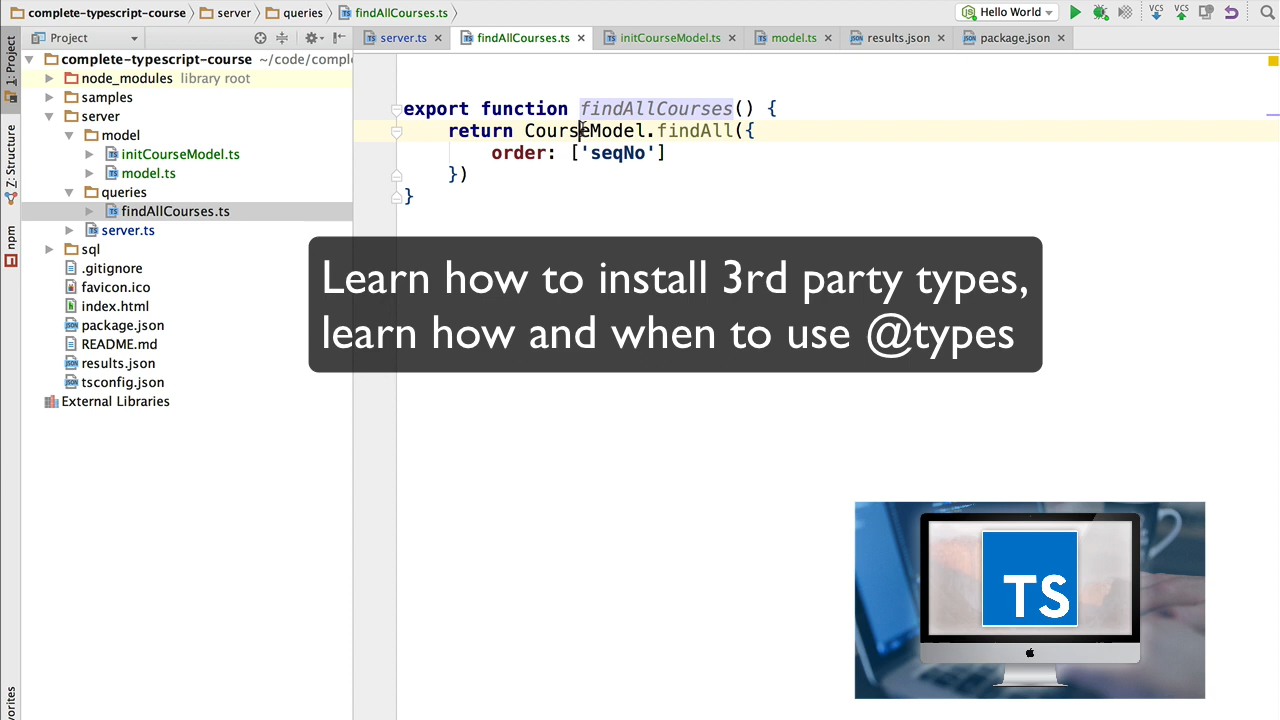 complete-typescript-course server queries findAllCourses.ts Hello World VCS VCS
Project server.ts findAllCourses.ts initCourseModel.ts model.ts results.json package.json
1: Project
Z: Structure
npm
vorites
complete-typescript-course ~/code/compl
node_modules library root
samples
server
model
initCourseModel.ts
model.ts
queries
findAllCourses.ts
server.ts
sql
.gitignore
favicon.ico
index.html
package.json
README.md
results.json
tsconfig.json
External Libraries
export function findAllCourses() {
return CourseModel.findAll({
order: ['seqNo']
})
}
Learn how to install 3rd party types,
learn how and when to use @types
TS